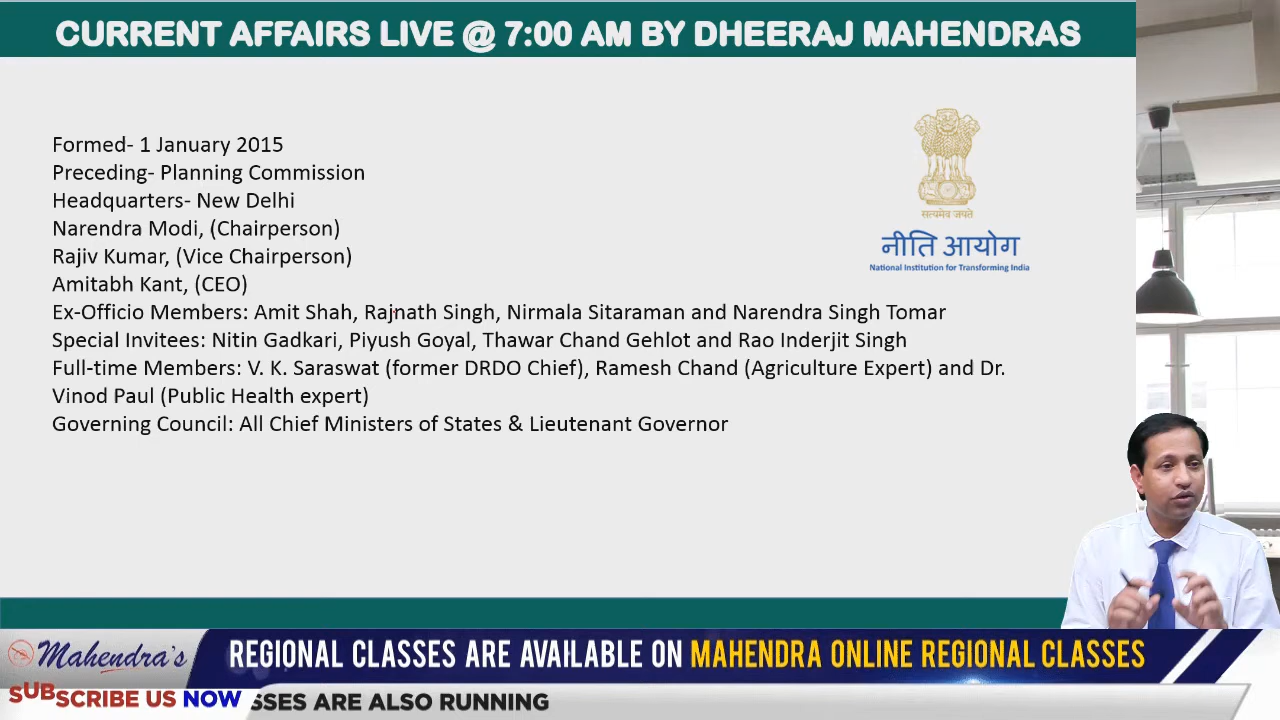 CURRENT AFFAIRS LIVE @ 7:00 AM BY DHEERAJ MAHENDRAS
Formed- 1 January 2015
Preceding- Planning Commission
Headquarters- New Delhi
Narendra Modi, (Chairperson)
Rajiv Kumar, (Vice Chairperson)
Amitabh Kant, (CEO)
Ex-Officio Members: Amit Shah, Rajnath Singh, Nirmala Sitaraman and Narendra Singh Tomar
Special Invitees: Nitin Gadkari, Piyush Goyal, Thawar Chand Gehlot and Rao Inderjit Singh
Full-time Members: V. K. Saraswat (former DRDO Chief), Ramesh Chand (Agriculture Expert) and Dr.
Vinod Paul (Public Health expert)
Governing Council: All Chief Ministers of States & Lieutenant Governor
सत्यमेव जयते
नीति आयोग
National Institution for Transforming India
Mahendra's
REGIONAL CLASSES ARE AVAILABLE ON MAHENDRA ONLINE REGIONAL CLASSES
SUBSCRIBE US NOW
SSES ARE ALSO RUNNING